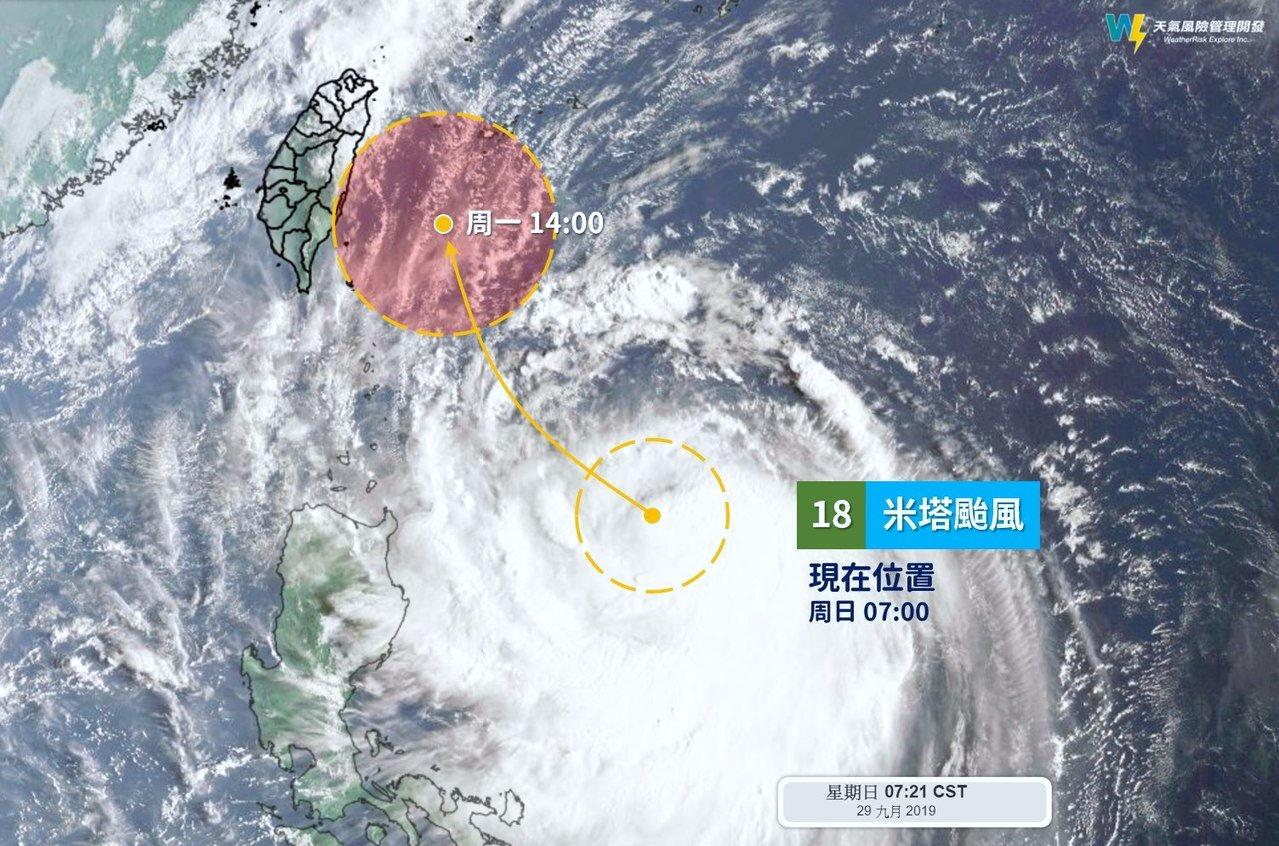 天氣風險管理開發
WeatherRisk Explore Inc.
周一 14:00
18 米塔颱風
現在位置
周日 07:00
星期日 07:21 CST
29 九月 2019